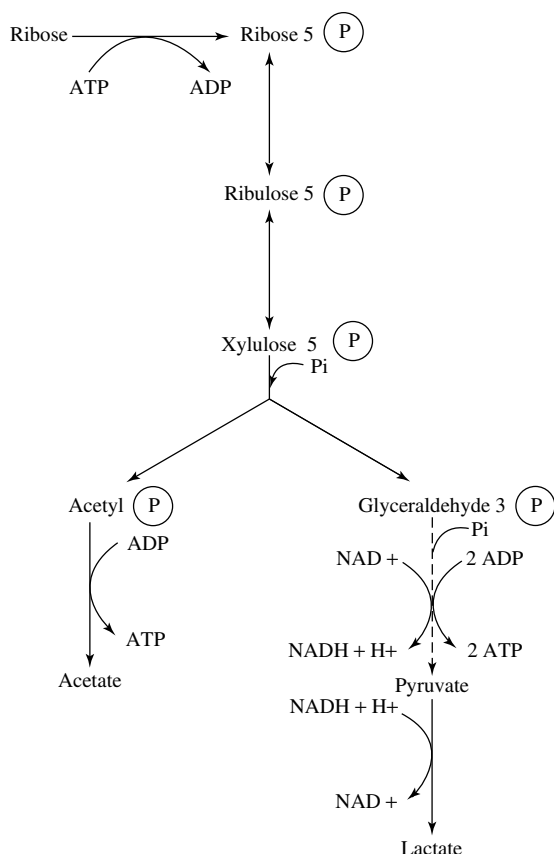 Ribose
Ribose 5 P
ATP
ADP
Ribulose 5 P
Xylulose 5 P
Pi
Acetyl P
Glyceraldehyde 3 P
Pi
ADP
NAD +
2 ADP
ATP
NADH + H+
2 ATP
Acetate
Pyruvate
NADH + H+
NAD +
Lactate